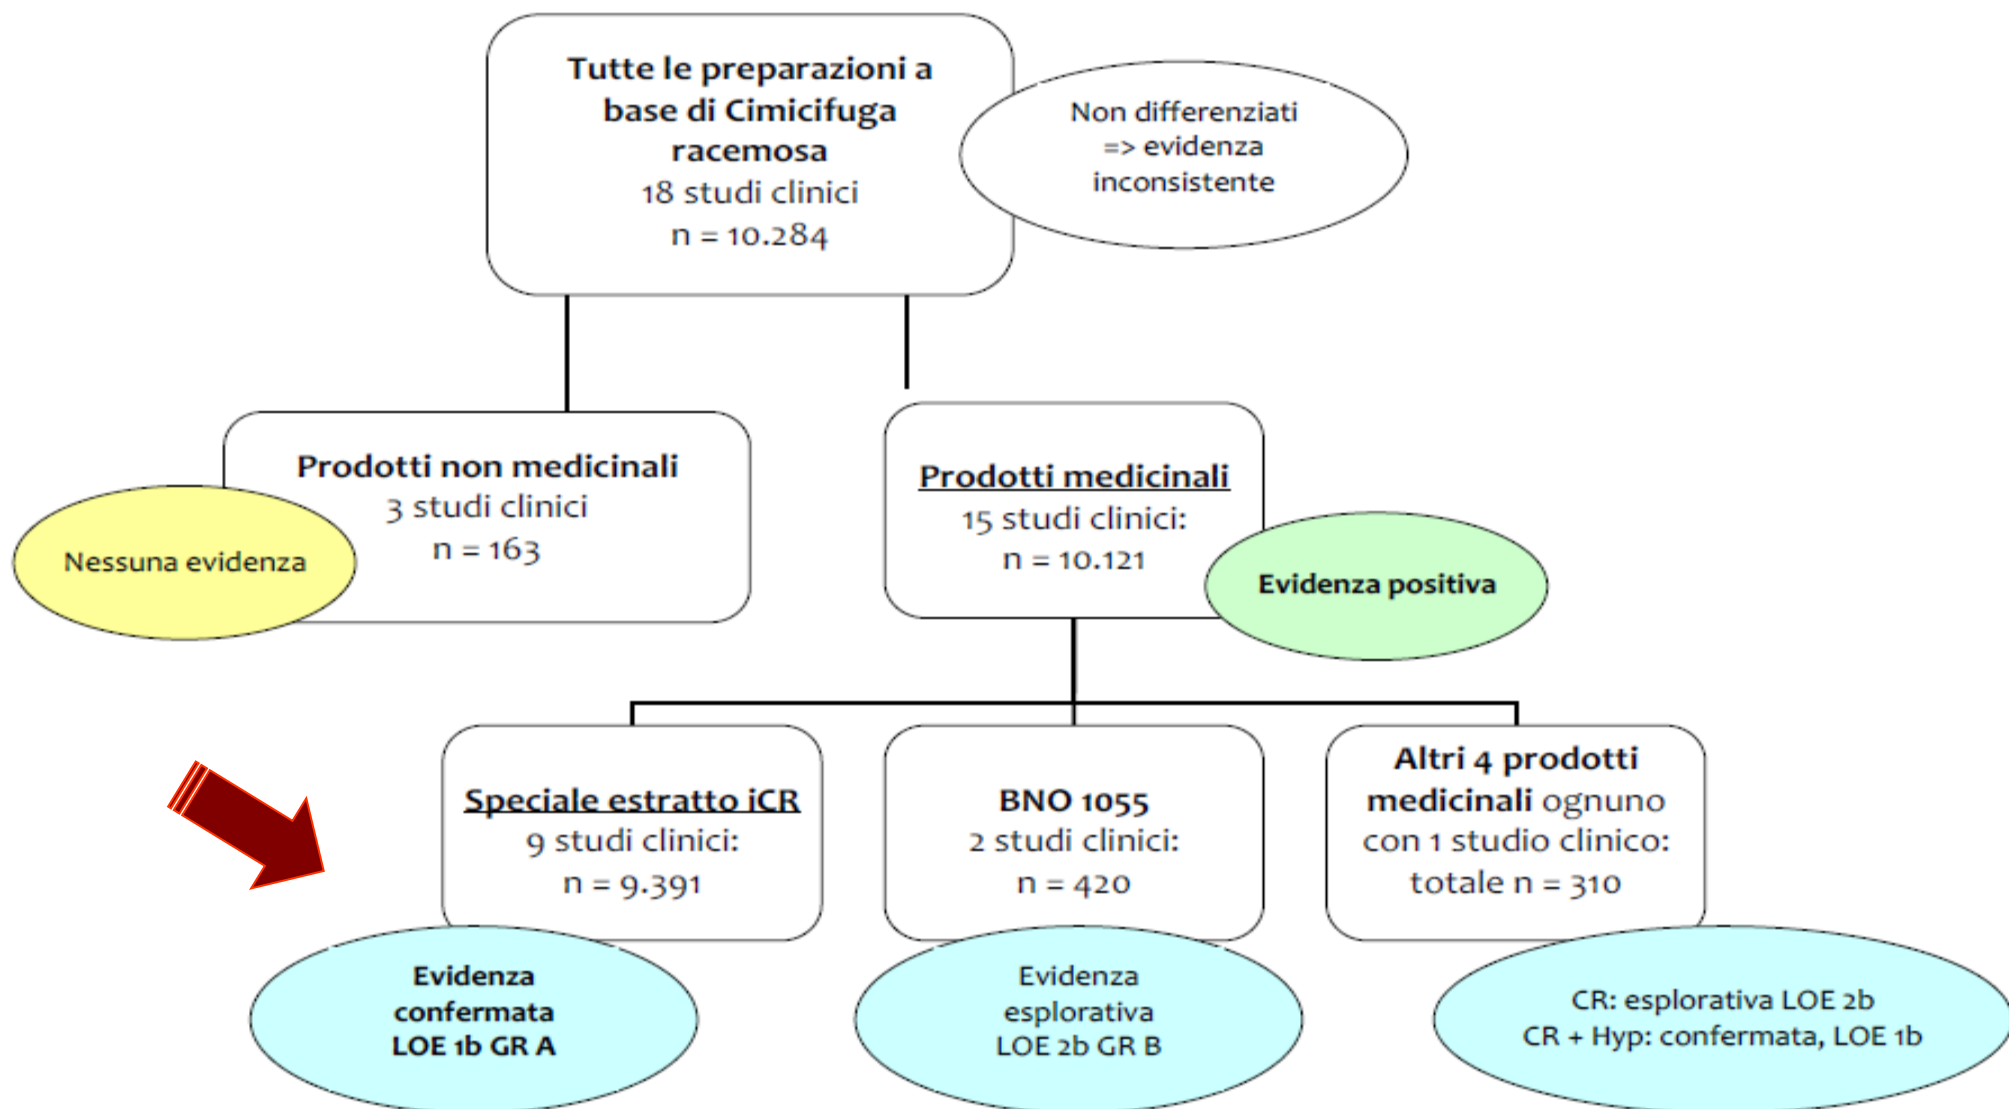 Tutte le preparazioni a
base di Cimicifuga
racemosa
18 studi clinici
n = 10.284
Non differenziati
=> evidenza
inconsistente
Prodotti non medicinali
3 studi clinici
n = 163
Nessuna evidenza
Prodotti medicinali
15 studi clinici:
n = 10.121
Evidenza positiva
Speciale estratto iCR
9 studi clinici:
n = 9.391
BNO 1055
2 studi clinici:
n = 420
Altri 4 prodotti
medicinali ognuno
con 1 studio clinico:
totale n = 310
Evidenza
confermata
LOE 1b GR A
Evidenza
esplorativa
LOE 2b GR B
CR: esplorativa LOE 2b
CR + Hyp: confermata, LOE 1b